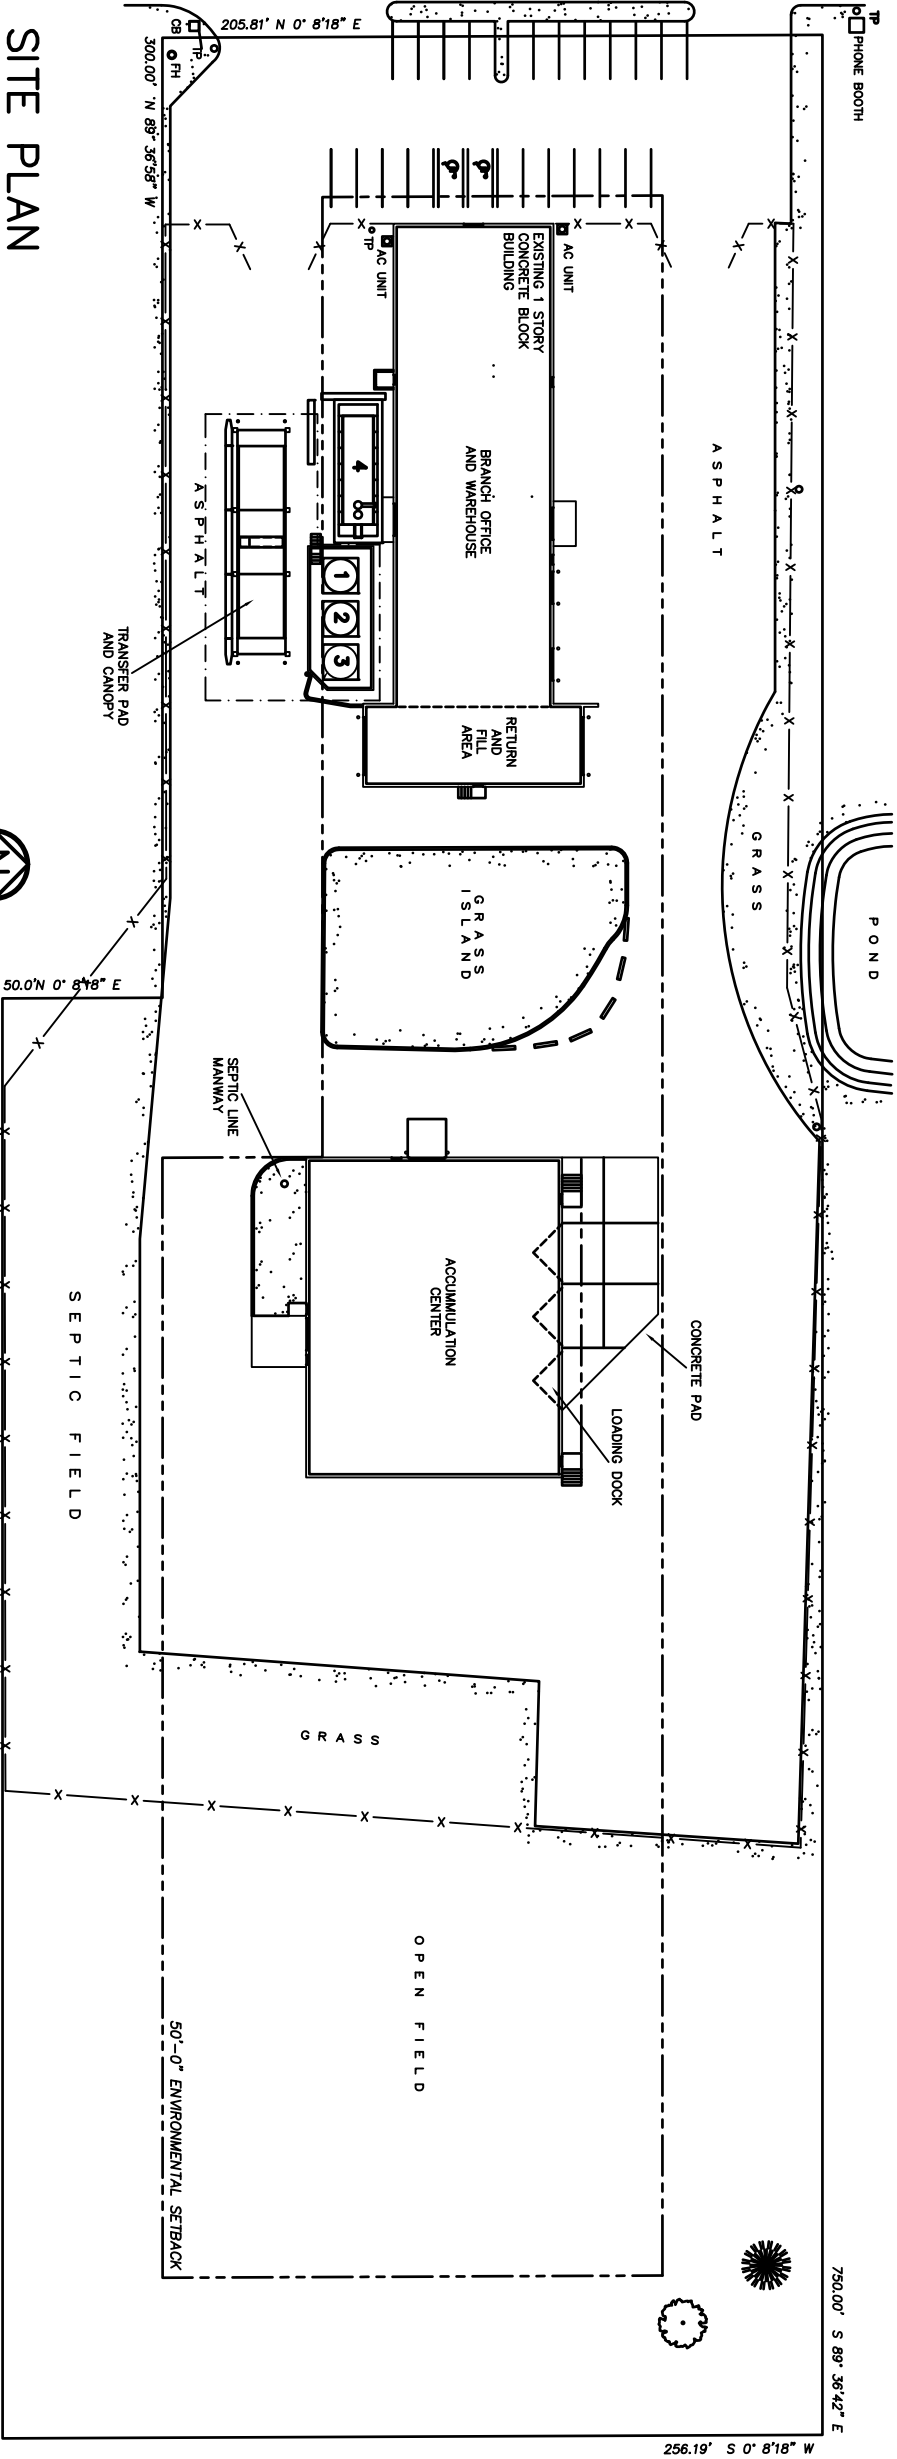 SITE PLAN
TP
PHONE BOOTH
205.81' N 0° 8'18" E
CB
TP
FH
300.00' N 89° 36'58" W
AC UNIT
TP
AC UNIT
EXISTING 1 STORY
CONCRETE BLOCK
BUILDING
BRANCH OFFICE
AND WAREHOUSE
ASPHALT
ASPHALT
4
1
2
3
TRANSFER PAD
AND CANOPY
RETURN
AND
FILL
AREA
GRASS
POND
GRASS
ISLAND
N
50.0'N 0° 8'18" E
SEPTIC LINE
MANWAY
ACCUMMULATION
CENTER
CONCRETE PAD
LOADING DOCK
SEPTIC FIELD
GRASS
OPEN FIELD
50'-0" ENVIRONMENTAL SETBACK
750.00' S 89° 36'42" E
256.19' S 0° 8'18" W